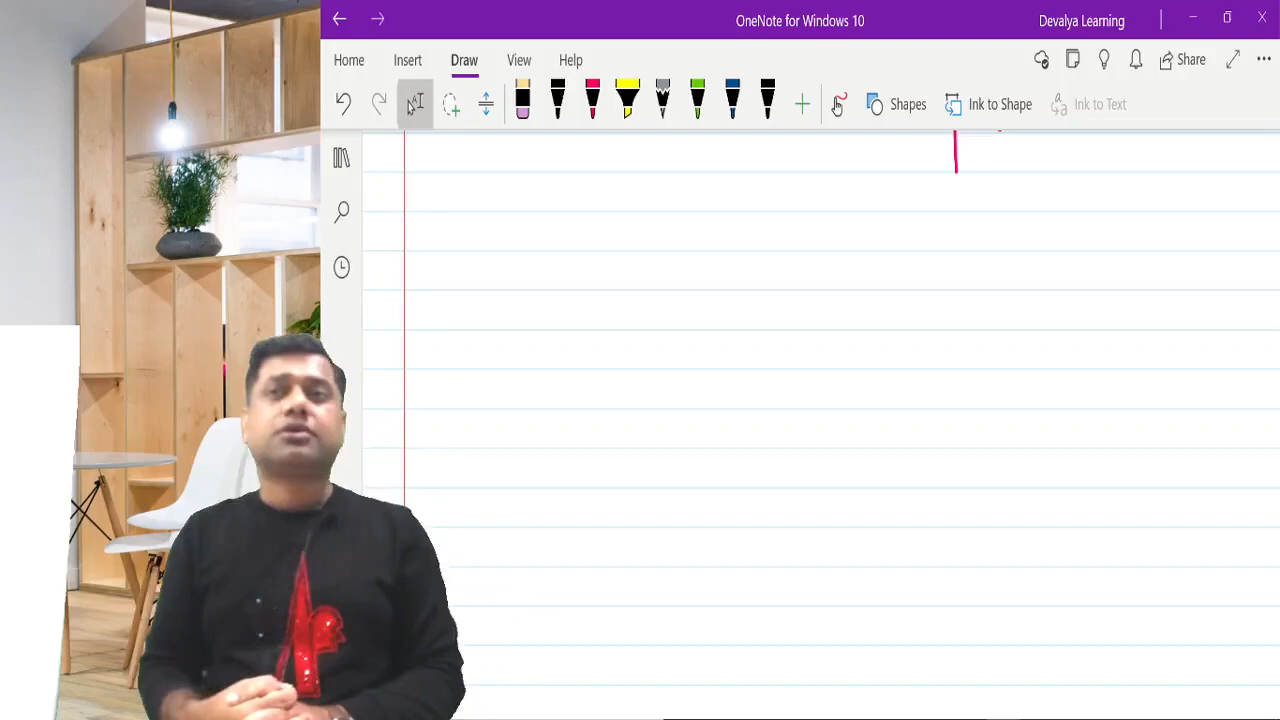 OneNote for Windows 10
Devalya Learning
Home Insert Draw View Help
Share
Shapes
Ink to Shape
Ink to Text